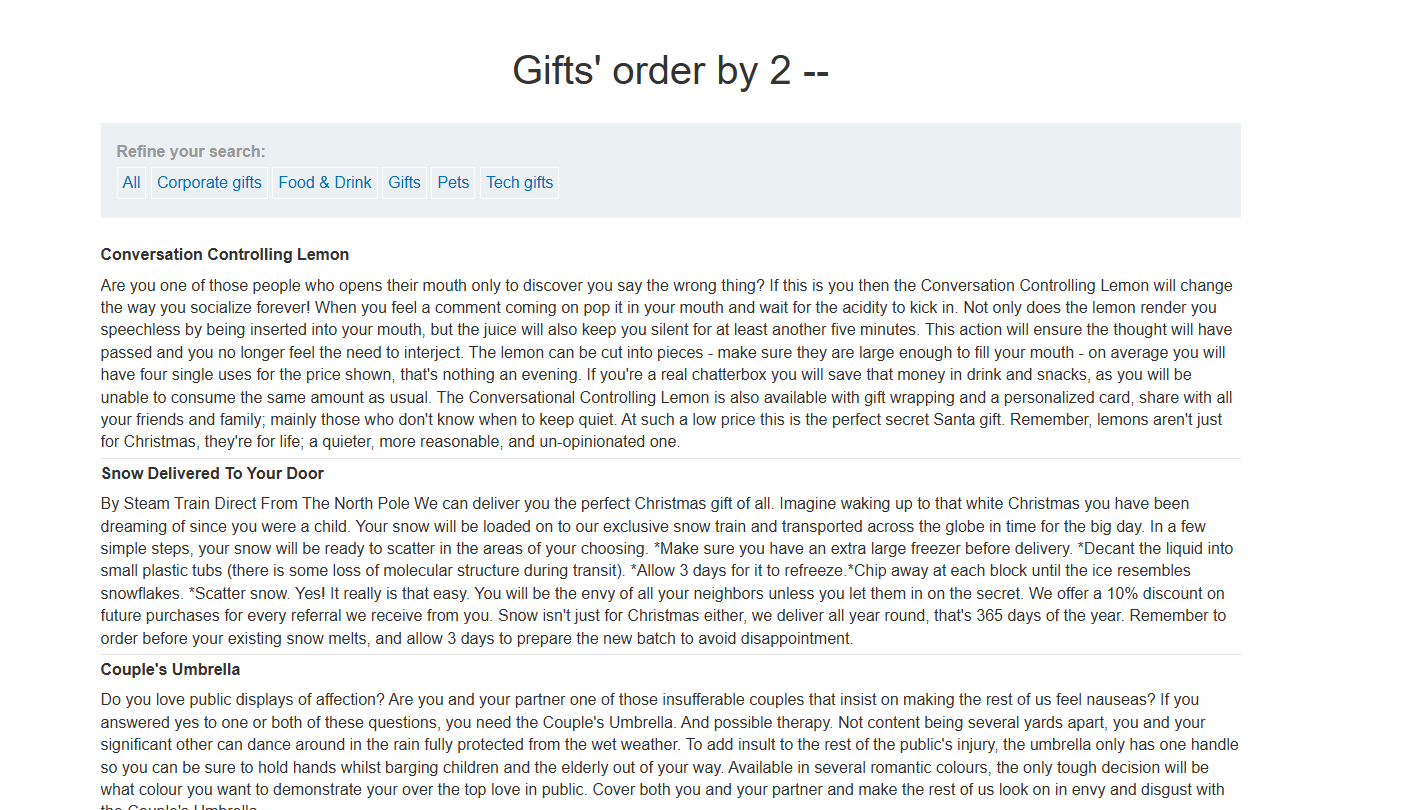 Gifts' order by 2 --
Refine your search:
All Corporate gifts Food & Drink Gifts Pets Tech gifts
Conversation Controlling Lemon
Are you one of those people who opens their mouth only to discover you say the wrong thing? If this is you then the Conversation Controlling Lemon will change
the way you socialize forever! When you feel a comment coming on pop it in your mouth and wait for the acidity to kick in. Not only does the lemon render you
speechless by being inserted into your mouth, but the juice will also keep you silent for at least another five minutes. This action will ensure the thought will have
passed and you no longer feel the need to interject. The lemon can be cut into pieces - make sure they are large enough to fill your mouth - on average you will
have four single uses for the price shown, that's nothing an evening. If you're a real chatterbox you will save that money in drink and snacks, as you will be
unable to consume the same amount as usual. The Conversational Controlling Lemon is also available with gift wrapping and a personalized card, share with all
your friends and family; mainly those who don't know when to keep quiet. At such a low price this is the perfect secret Santa gift. Remember, lemons aren't just
for Christmas, they're for life; a quieter, more reasonable, and un-opinionated one.
Snow Delivered To Your Door
By Steam Train Direct From The North Pole We can deliver you the perfect Christmas gift of all. Imagine waking up to that white Christmas you have been
dreaming of since you were a child. Your snow will be loaded on to our exclusive snow train and transported across the globe in time for the big day. In a few
simple steps, your snow will be ready to scatter in the areas of your choosing. *Make sure you have an extra large freezer before delivery. *Decant the liquid into
small plastic tubs (there is some loss of molecular structure during transit). *Allow 3 days for it to refreeze.*Chip away at each block until the ice resembles
snowflakes. *Scatter snow. Yes! It really is that easy. You will be the envy of all your neighbors unless you let them in on the secret. We offer a 10% discount on
future purchases for every referral we receive from you. Snow isn't just for Christmas either, we deliver all year round, that's 365 days of the year. Remember to
order before your existing snow melts, and allow 3 days to prepare the new batch to avoid disappointment.
Couple's Umbrella
Do you love public displays of affection? Are you and your partner one of those insufferable couples that insist on making the rest of us feel nauseas? If you
answered yes to one or both of these questions, you need the Couple's Umbrella. And possible therapy. Not content being several yards apart, you and your
significant other can dance around in the rain fully protected from the wet weather. To add insult to the rest of the public's injury, the umbrella only has one handle
so you can be sure to hold hands whilst barging children and the elderly out of your way. Available in several romantic colours, the only tough decision will be
what colour you want to demonstrate your over the top love in public. Cover both you and your partner and make the rest of us look on in envy and disgust with
the Couple's Umbrella.